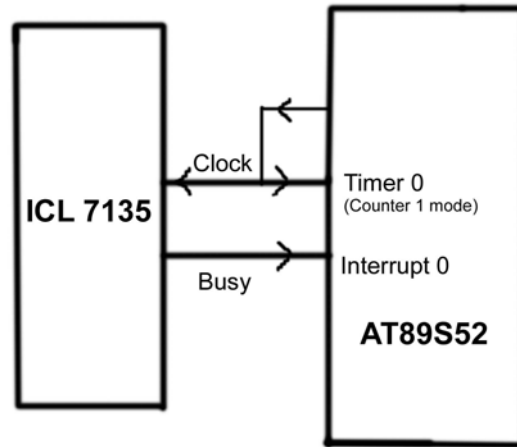 Clock
ICL 7135
Timer 0
(Counter 1 mode)
Interrupt 0
Busy
AT89S52